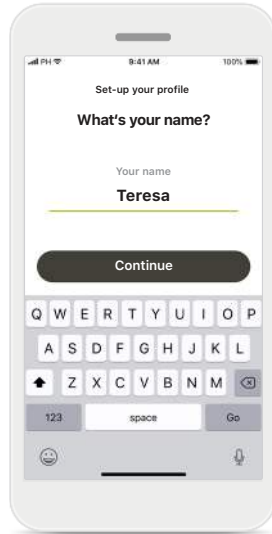 PH 9:41 AM 100%
Set-up your profile
What's your name?
Your name
Teresa
Continue
Q W E R T Y U I O P
A S D F G H J K L
Z X C V B N M
123 space Go